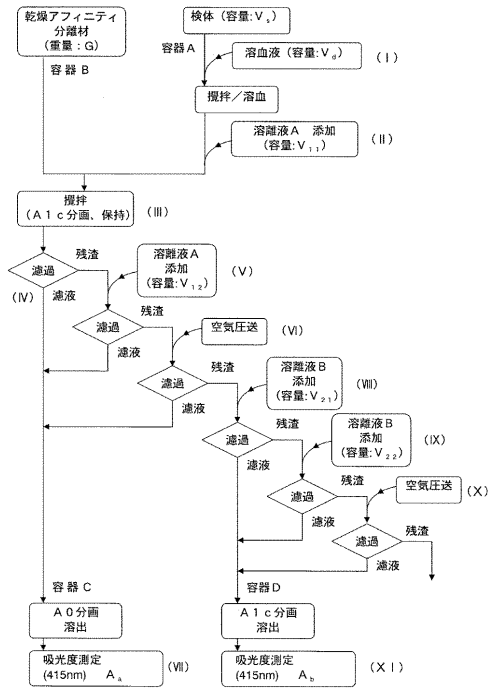 乾燥アフィニティ
分離材
(重量：G)
検体 (容量:Vs)
容器A
容器B
溶血液 (容量:Vd)
(Ⅰ)
攪拌／溶血
溶離液A 添加
(容量:V11)
(Ⅱ)
攪拌
(A1c分画、保持)
(Ⅲ)
濾過
残渣
(Ⅳ)
濾液
溶離液A
添加
(容量:V12)
(Ⅴ)
濾過
残渣
濾液
空気圧送
(Ⅵ)
濾過
残渣
濾液
溶離液B
添加
(容量:V21)
(Ⅷ)
濾過
残渣
濾液
溶離液B
添加
(容量:V22)
(Ⅸ)
濾過
残渣
濾液
空気圧送
(Ⅹ)
濾過
残渣
濾液
容器C
容器D
A0分画
溶出
A1c分画
溶出
吸光度測定
(415nm) Aa
(Ⅶ)
吸光度測定
(415nm) Ab
(ⅩⅠ)